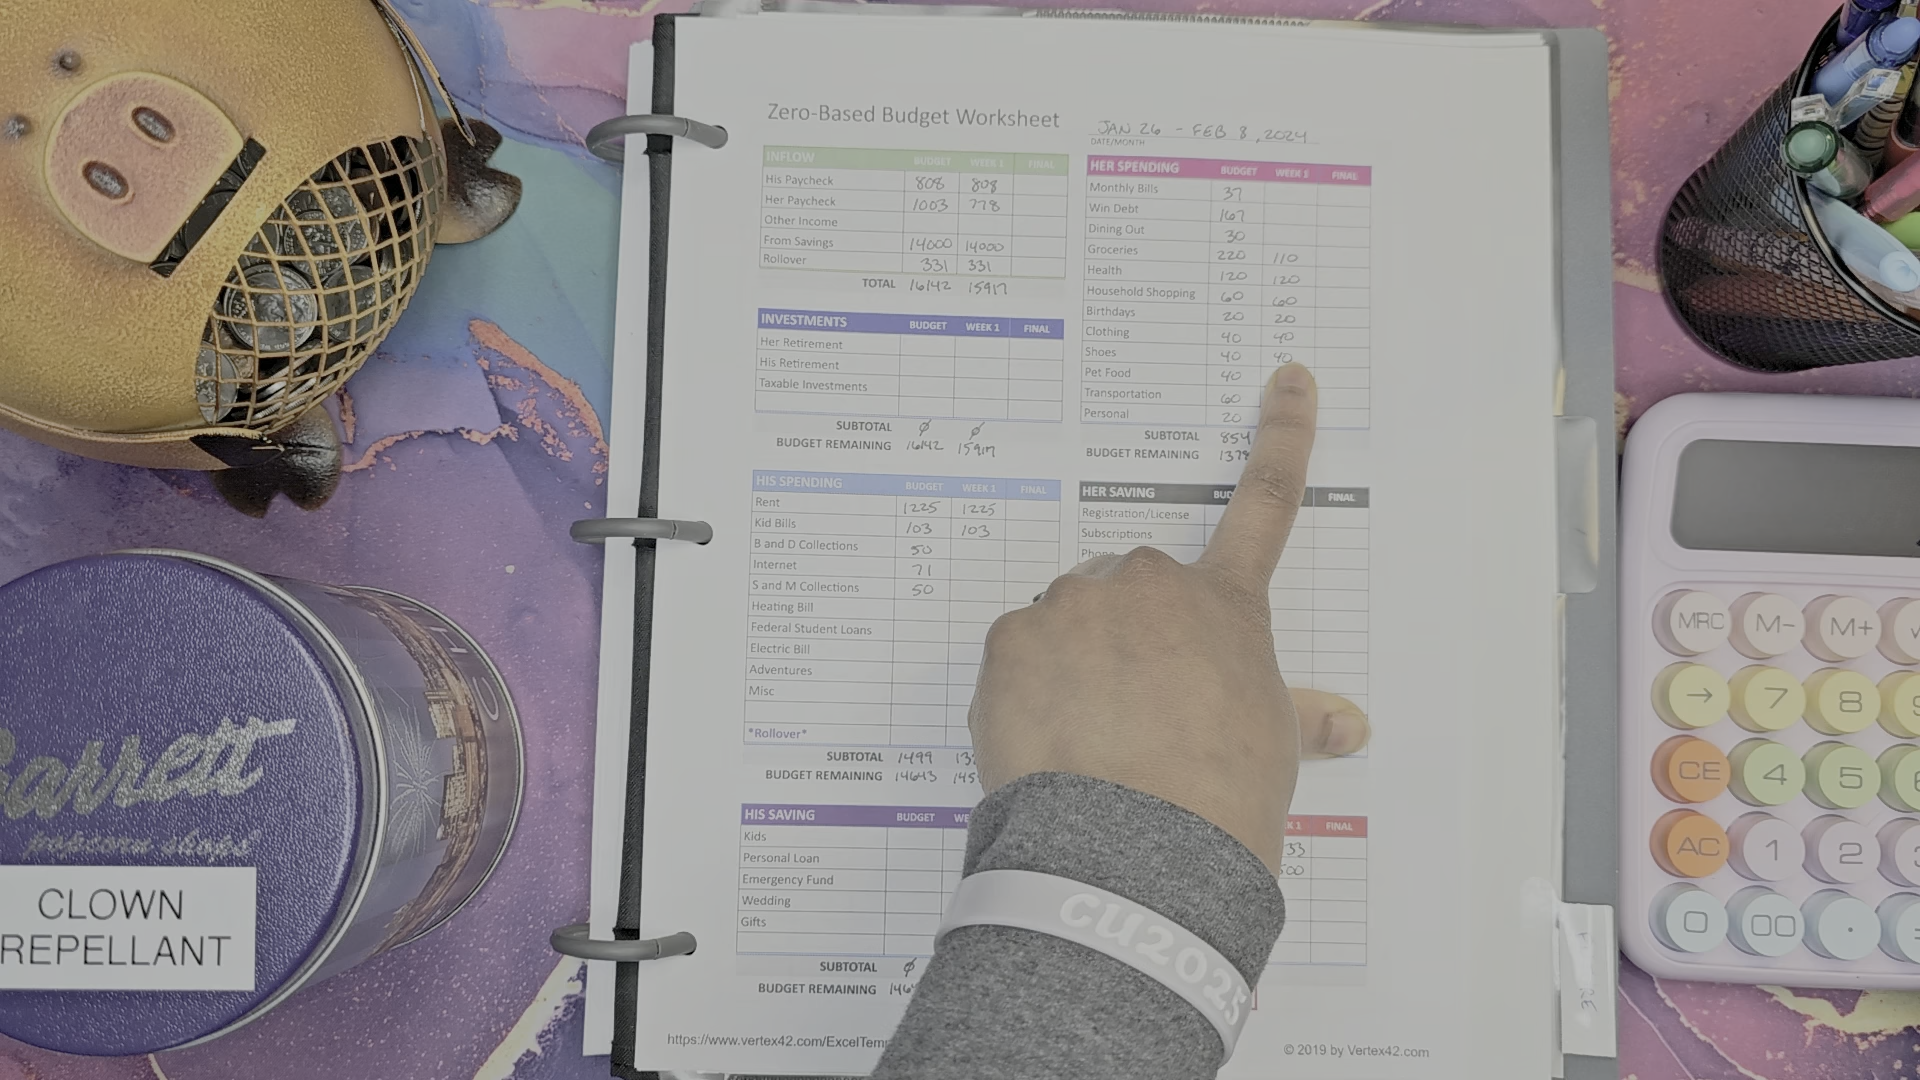 Zero-Based Budget Worksheet
JAN 26 - FEB 8, 2024
DATE/MONTH
INFLOW BUDGET WEEK 1 FINAL
His Paycheck 808 808
Her Paycheck 1003 778
Other Income
From Savings 14000 14000
Rollover 331 331
TOTAL 16142 15917
INVESTMENTS BUDGET WEEK 1 FINAL
Her Retirement
His Retirement
Taxable Investments
SUBTOTAL ø ø
BUDGET REMAINING 16142 15917
HIS SPENDING BUDGET WEEK 1 FINAL
Rent 1225 1225
Kid Bills 103 103
B and D Collections 50
Internet 71
S and M Collections 50
Heating Bill
Federal Student Loans
Electric Bill
Adventures
Misc
*Rollover*
SUBTOTAL 1499
BUDGET REMAINING 14643
HIS SAVING BUDGET
Kids
Personal Loan
Emergency Fund
Wedding
Gifts
SUBTOTAL ø
BUDGET REMAINING
HER SPENDING BUDGET WEEK 1 FINAL
Monthly Bills 37
Win Debt 167
Dining Out 30
Groceries 220 110
Health 120 120
Household Shopping 60 60
Birthdays 20 20
Clothing 40 40
Shoes 40 40
Pet Food 40
Transportation 60
Personal 20
SUBTOTAL 854
BUDGET REMAINING
HER SAVING FINAL
Registration/License
Subscriptions
FINAL
https://www.vertex42.com/ExcelTem
© 2019 by Vertex42.com
CU2025
Garrett
popcorn shops
CLOWN
REPELLANT
MRC M- M+
→ 7 8
CE 4 5
AC 1 2
0 00 .